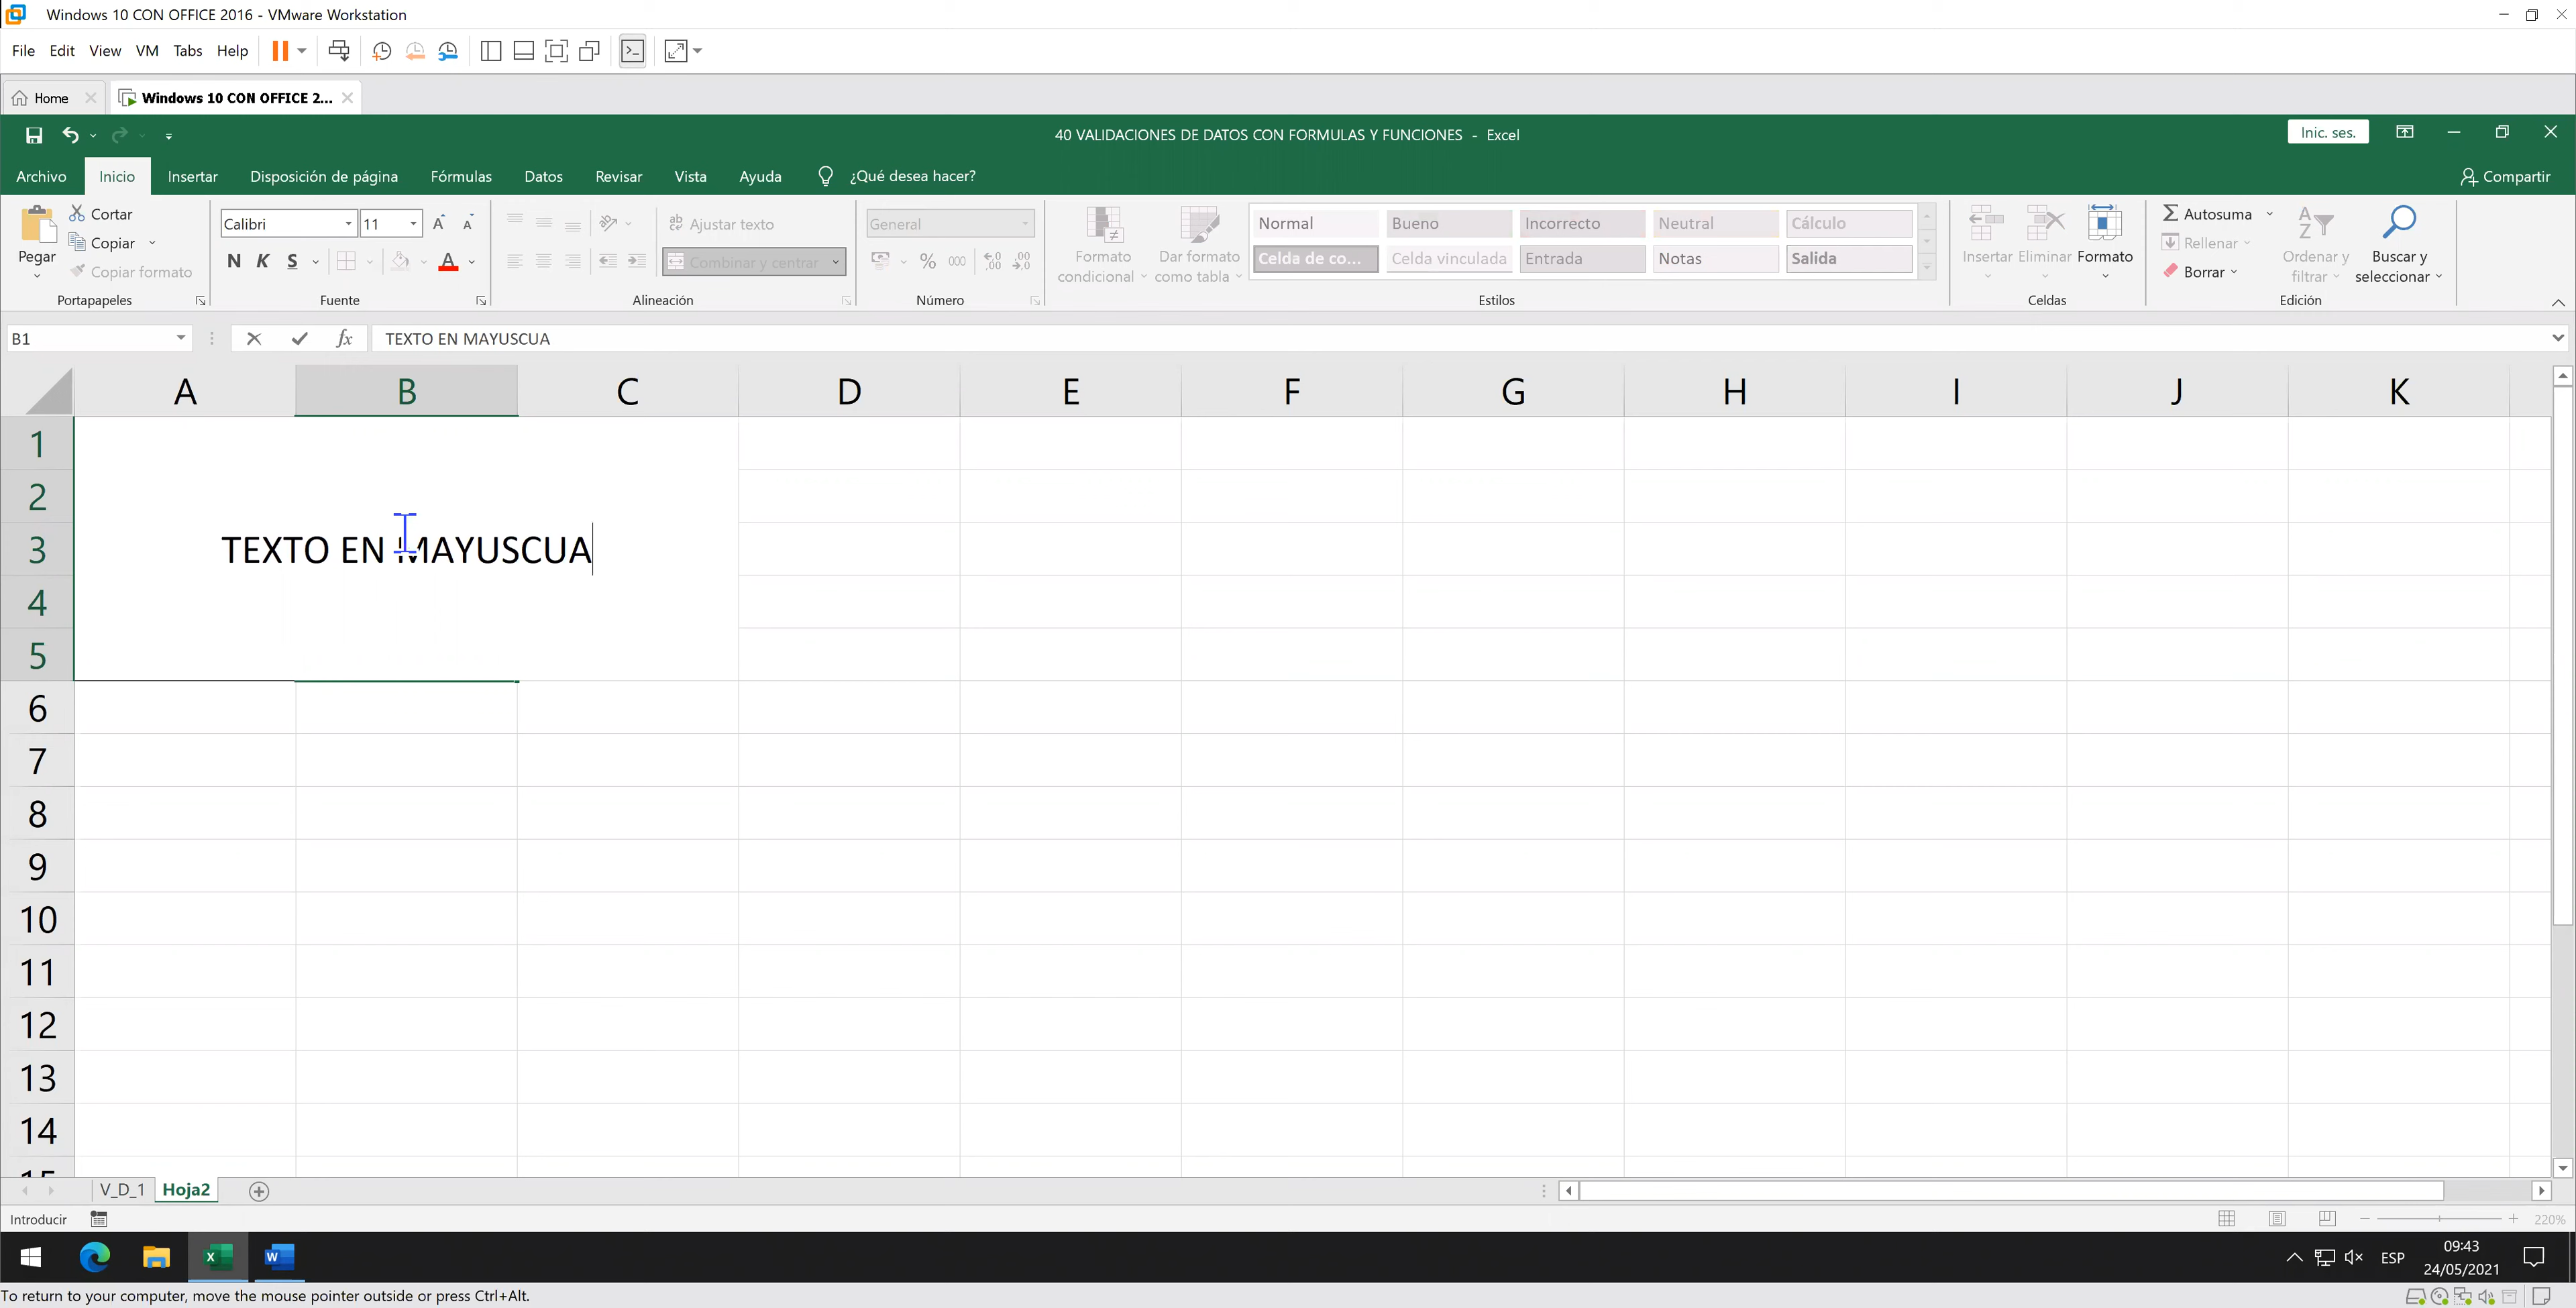 Windows 10 CON OFFICE 2016 - VMware Workstation
File Edit View VM Tabs Help
Home Windows 10 CON OFFICE 2...
40 VALIDACIONES DE DATOS CON FORMULAS Y FUNCIONES - Excel Inic. ses.
Archivo Inicio Insertar Disposición de página Fórmulas Datos Revisar Vista Ayuda ¿Qué desea hacer? Compartir
Cortar Calibri 11 Ajustar texto General Normal Bueno Incorrecto Neutral Cálculo Autosuma
Copiar Rellenar
Pegar Formato Dar formato Insertar Eliminar Formato Ordenar y Buscar y
N K S A Combinar y centrar % 000 Celda de co... Celda vinculada Entrada Notas Salida
Copiar formato condicional como tabla Borrar filtrar seleccionar
Portapapeles Fuente Alineación Número Estilos Celdas Edición
B1 fx TEXTO EN MAYUSCUA
A B C D E F G H I J K
1
2
3 TEXTO EN MAYUSCUA
4
5
6
7
8
9
10
11
12
13
14
15
V_D_1 Hoja2
Introducir 220%
ESP 09:43
24/05/2021
To return to your computer, move the mouse pointer outside or press Ctrl+Alt.